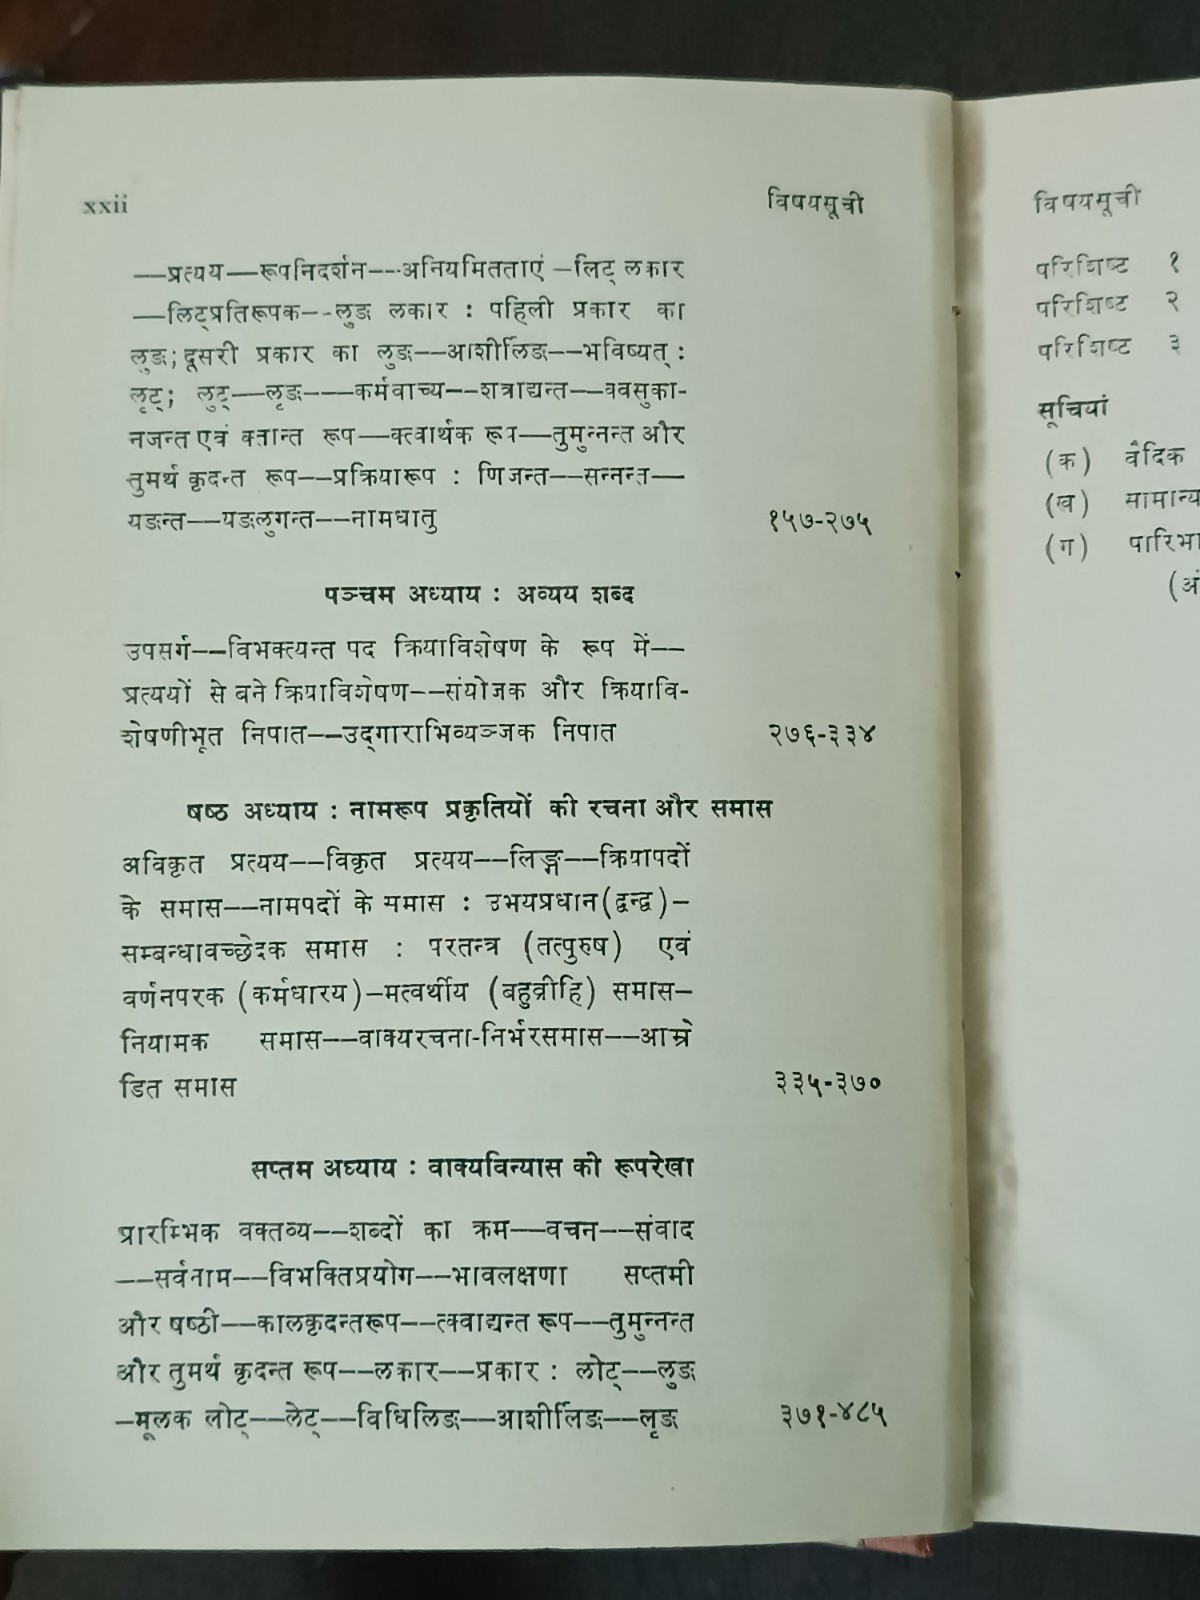 xxii विषयसूची
—प्रत्यय—रूपनिदर्शन—-अनियमितताएं –लिट् लकार
—लिट्प्रतिरूपक--लुङ लकार : पहिली प्रकार का
लुङ; दूसरी प्रकार का लुङ—आशीर्लिङ—भविष्यत् :
लृट्; लुट्—लृङ—-कर्मवाच्य—शत्राद्यन्त—क्वसुका-
नजन्त एवं क्तान्त रूप—क्त्वार्थक रूप—तुमुन्नन्त और
तुमर्थ कृदन्त रूप—प्रक्रियारूप : णिजन्त—सन्नन्त—
यङन्त—यङलुगन्त—नामधातु १५७-२७५
पञ्चम अध्याय : अव्यय शब्द
उपसर्ग—विभक्त्यन्त पद क्रियाविशेषण के रूप में—
प्रत्ययों से बने क्रियाविशेषण—संयोजक और क्रियावि-
शेषणीभूत निपात—उद्गाराभिव्यञ्जक निपात २७६-३३४
षष्ठ अध्याय : नामरूप प्रकृतियों की रचना और समास
अविकृत प्रत्यय—विकृत प्रत्यय—लिङ्ग—क्रियापदों
के समास—नामपदों के समास : उभयप्रधान(द्वन्द्व)–
सम्बन्धावच्छेदक समास : परतन्त्र (तत्पुरुष) एवं
वर्णनपरक (कर्मधारय)–मत्वर्थीय (बहुव्रीहि) समास–
नियामक समास—वाक्यरचना-निर्भरसमास—आम्रे
डित समास ३३५-३७०
सप्तम अध्याय : वाक्यविन्यास की रूपरेखा
प्रारम्भिक वक्तव्य—शब्दों का क्रम—वचन—संवाद
—सर्वनाम—विभक्तिप्रयोग—भावलक्षणा सप्तमी
और षष्ठी—कालकृदन्तरूप—त्क्वाद्यन्त रूप—तुमुन्नन्त
और तुमर्थ कृदन्त रूप—लकार—प्रकार : लोट्—लुङ
–मूलक लोट्—लेट्—विधिलिङ—आशीर्लिङ—लृङ ३७१-४८५
विषयसूची
परिशिष्ट १
परिशिष्ट २
परिशिष्ट ३
सूचियां
(क) वैदिक
(ख) सामान्य
(ग)